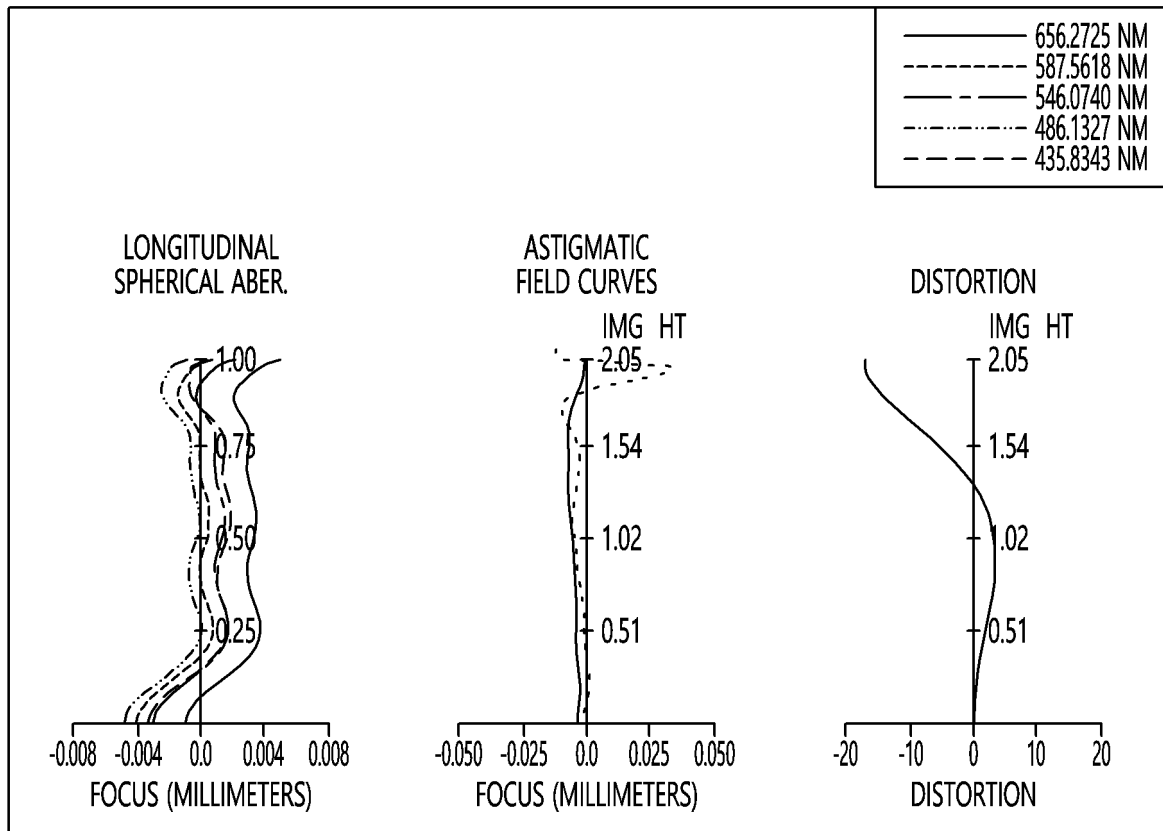 656.2725 NM
587.5618 NM
546.0740 NM
486.1327 NM
435.8343 NM
LONGITUDINAL
SPHERICAL ABER.
1.00
0.75
0.50
0.25
-0.008 -0.004 0.0 0.004 0.008
FOCUS (MILLIMETERS)
ASTIGMATIC
FIELD CURVES
IMG HT
2.05
1.54
1.02
0.51
-0.050 -0.025 0.0 0.025 0.050
FOCUS (MILLIMETERS)
DISTORTION
IMG HT
2.05
1.54
1.02
0.51
-20 -10 0 10 20
DISTORTION